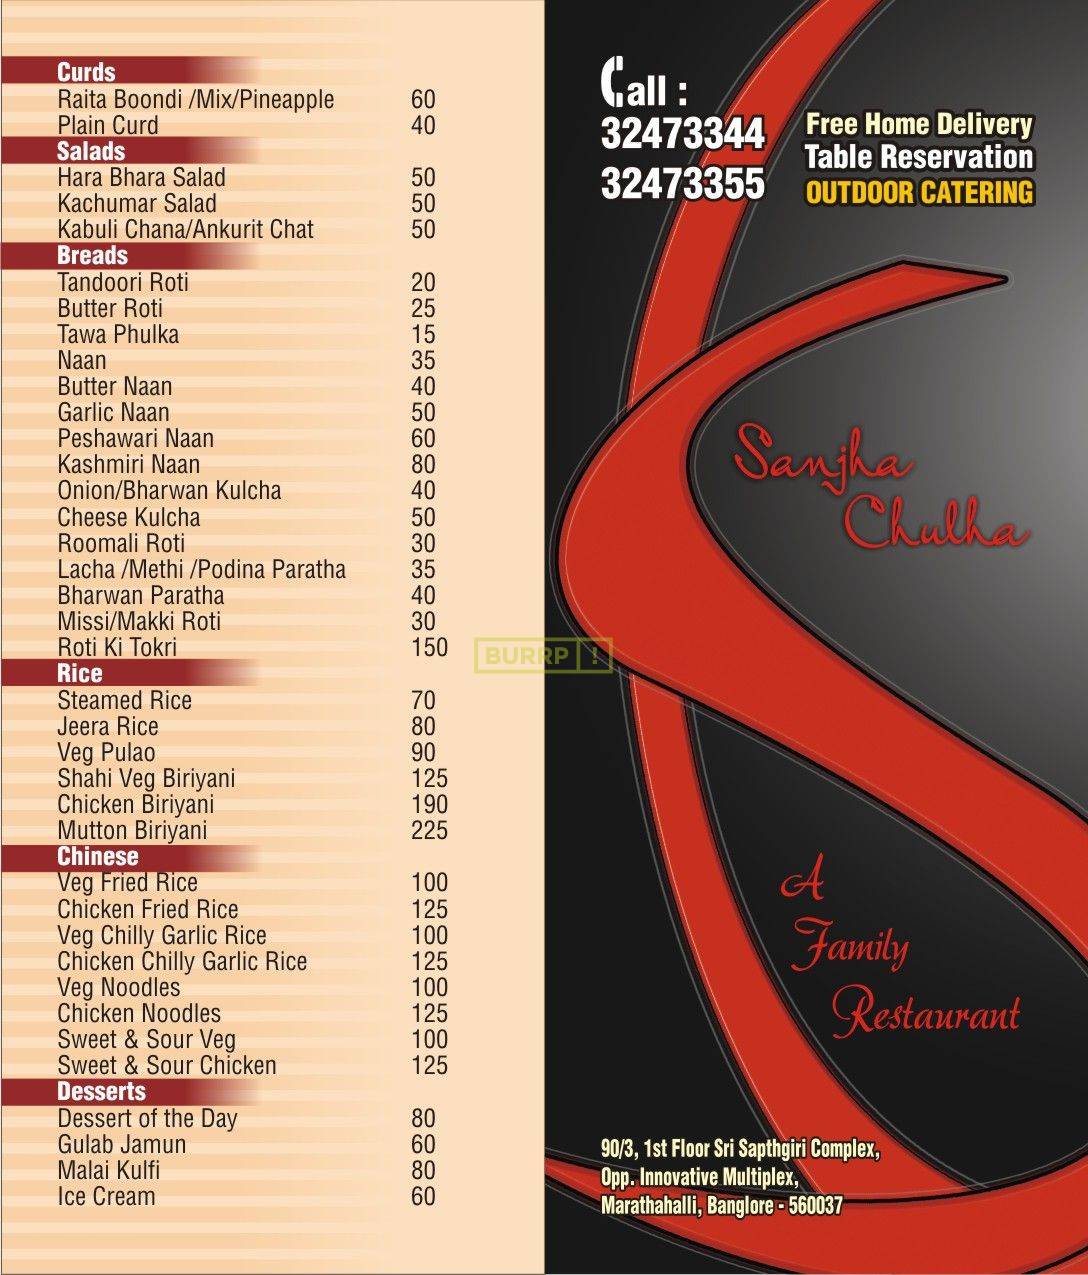 Curds
Raita Boondi /Mix/Pineapple 60
Plain Curd 40
Salads
Hara Bhara Salad 50
Kachumar Salad 50
Kabuli Chana/Ankurit Chat 50
Breads
Tandoori Roti 20
Butter Roti 25
Tawa Phulka 15
Naan 35
Butter Naan 40
Garlic Naan 50
Peshawari Naan 60
Kashmiri Naan 80
Onion/Bharwan Kulcha 40
Cheese Kulcha 50
Roomali Roti 30
Lacha /Methi /Podina Paratha 35
Bharwan Paratha 40
Missi/Makki Roti 30
Roti Ki Tokri 150
Rice
Steamed Rice 70
Jeera Rice 80
Veg Pulao 90
Shahi Veg Biriyani 125
Chicken Biriyani 190
Mutton Biriyani 225
Chinese
Veg Fried Rice 100
Chicken Fried Rice 125
Veg Chilly Garlic Rice 100
Chicken Chilly Garlic Rice 125
Veg Noodles 100
Chicken Noodles 125
Sweet & Sour Veg 100
Sweet & Sour Chicken 125
Desserts
Dessert of the Day 80
Gulab Jamun 60
Malai Kulfi 80
Ice Cream 60
BURRP !
Call :
32473344
32473355
Free Home Delivery
Table Reservation
OUTDOOR CATERING
Sanjha
Chulha
A
Family
Restaurant
90/3, 1st Floor Sri Sapthgiri Complex,
Opp. Innovative Multiplex,
Marathahalli, Banglore - 560037